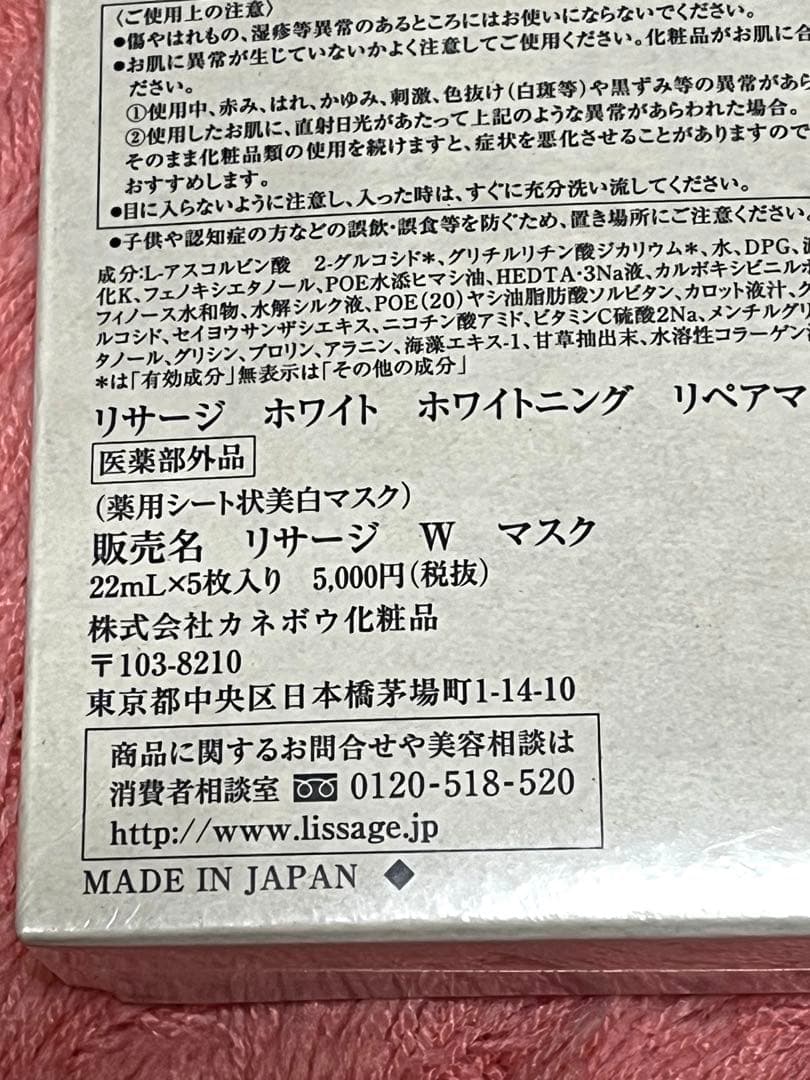 〈ご使用上の注意〉
●傷やはれもの、湿疹等異常のあるところにはお使いにならないでください。
●お肌に異常が生じていないかよく注意してご使用ください。化粧品がお肌に合
ださい。
①使用中、赤み、はれ、かゆみ、刺激、色抜け(白斑等)や黒ずみ等の異常があら
②使用したお肌に、直射日光があたって上記のような異常があらわれた場合。
そのまま化粧品類の使用を続けますと、症状を悪化させることがありますので
おすすめします。
●目に入らないように注意し、入った時は、すぐに充分洗い流してください。
●子供や認知症の方などの誤飲・誤食等を防ぐため、置き場所にご注意ください。
成分:L-アスコルビン酸 2-グルコシド*、グリチルリチン酸ジカリウム*、水、DPG、
化K、フェノキシエタノール、POE水添ヒマシ油、HEDTA・3Na液、カルボキシビニルポ
フィノース水和物、水解シルク液、POE(20)ヤシ油脂肪酸ソルビタン、カロット液汁、
ルコシド、セイヨウサンザシエキス、ニコチン酸アミド、ビタミンC硫酸2Na、メンチルグリ
タノール、グリシン、プロリン、アラニン、海藻エキス-1、甘草抽出末、水溶性コラーゲン
*は「有効成分」無表示は「その他の成分」
リサージ ホワイト ホワイトニング リペアマ
医薬部外品
(薬用シート状美白マスク)
販売名 リサージ W マスク
22mL×5枚入り 5,000円(税抜)
株式会社カネボウ化粧品
〒103-8210
東京都中央区日本橋茅場町1-14-10
商品に関するお問合せや美容相談は
消費者相談室 0120-518-520
http://www.lissage.jp
MADE IN JAPAN